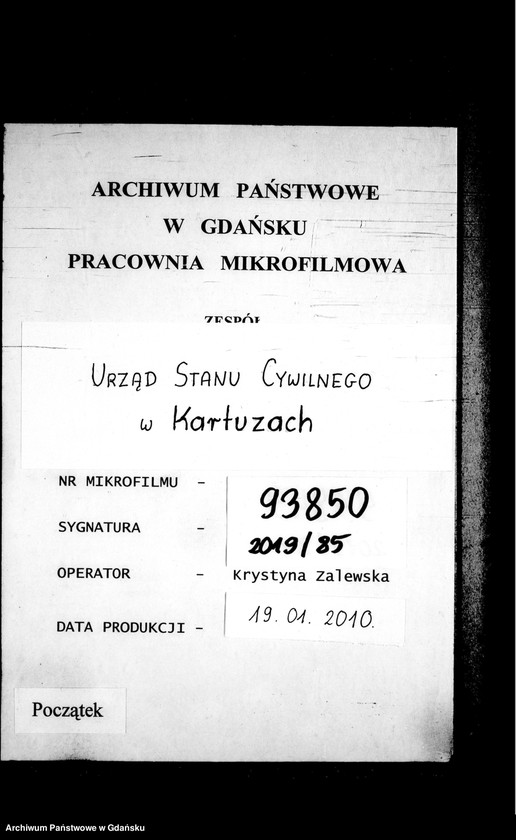 ARCHIWUM PAŃSTWOWE
W GDAŃSKU
PRACOWNIA MIKROFILMOWA
ZESPÓŁ
URZĄD STANU CYWILNEGO
w Kartuzach
NR MIKROFILMU - 93850
SYGNATURA - 2019/85
OPERATOR - Krystyna Zalewska
DATA PRODUKCJI - 19.01.2010.
Początek
Archiwum Państwowe w Gdańsku